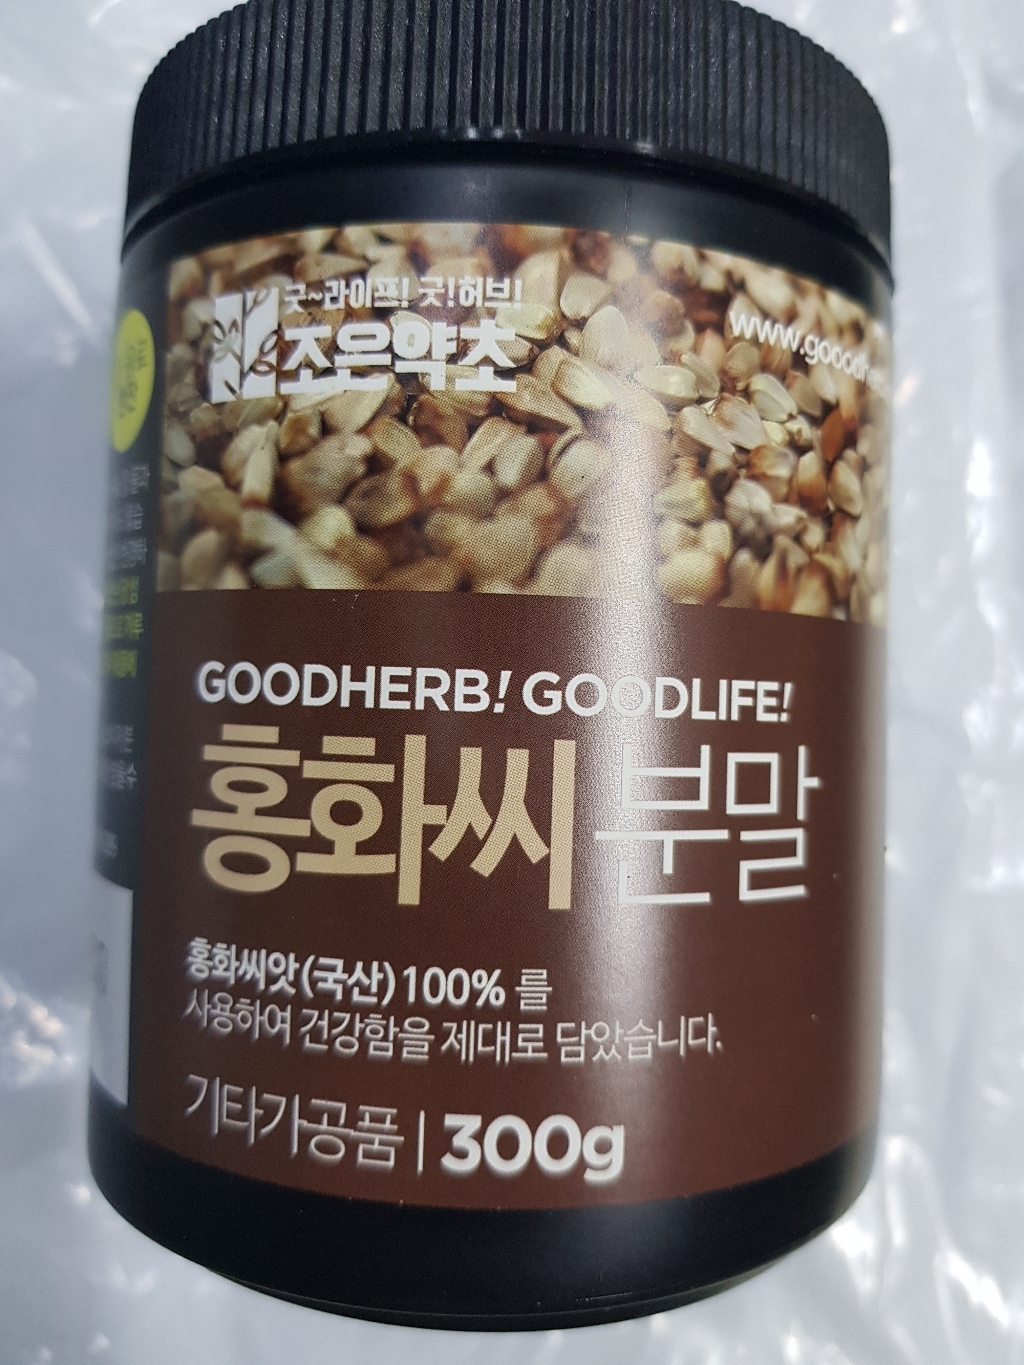 굿~라이프! 굿!허브!
조은약초
GOODHERB! GOODLIFE!
홍화씨 분말
홍화씨앗(국산) 100% 를
사용하여 건강함을 제대로 담았습니다.
기타가공품 | 300g